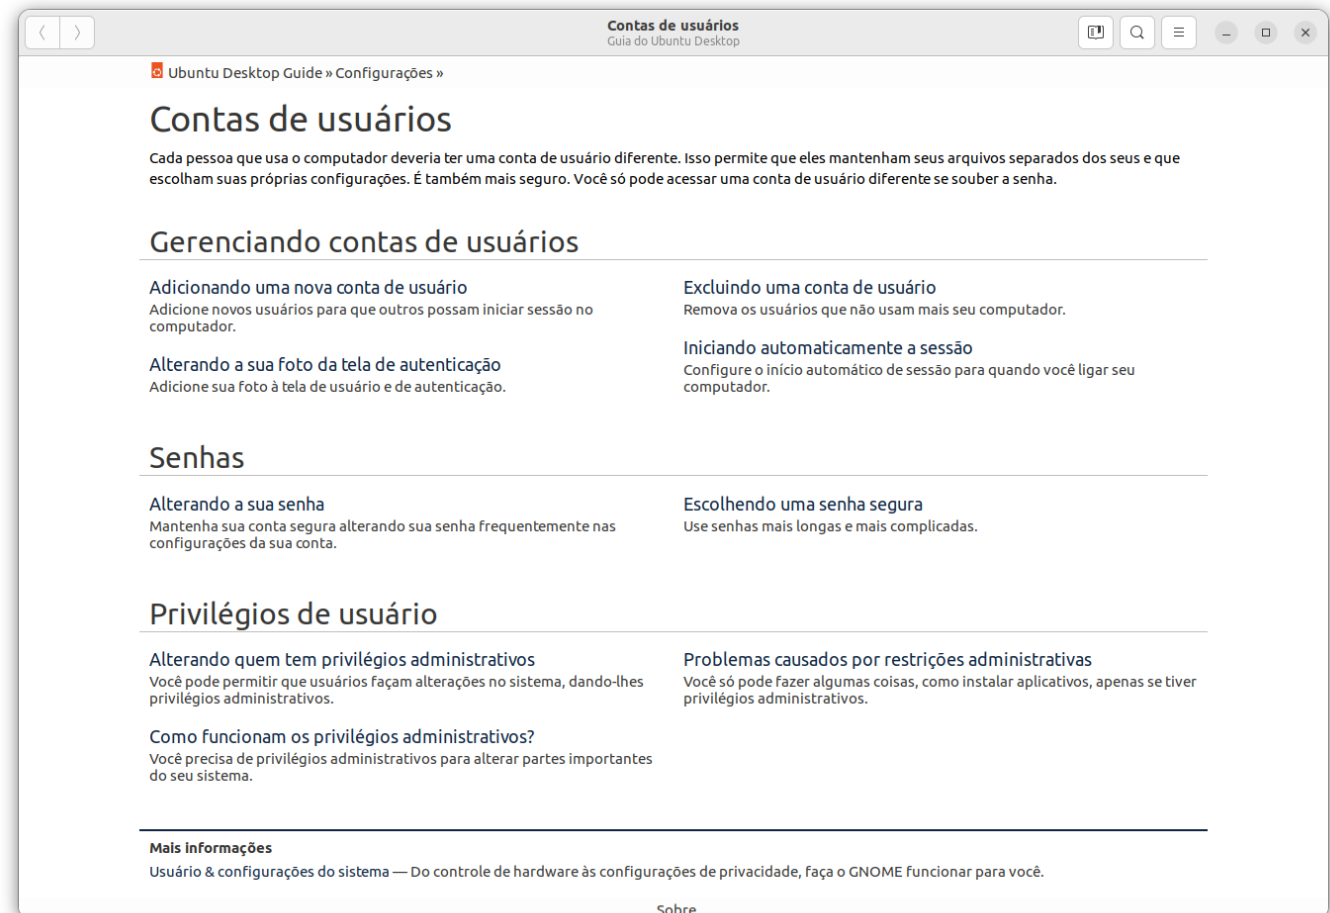 Contas de usuários
Guia do Ubuntu Desktop
Ubuntu Desktop Guide » Configurações »
Contas de usuários
Cada pessoa que usa o computador deveria ter uma conta de usuário diferente. Isso permite que eles mantenham seus arquivos separados dos seus e que
escolham suas próprias configurações. É também mais seguro. Você só pode acessar uma conta de usuário diferente se souber a senha.
Gerenciando contas de usuários
Adicionando uma nova conta de usuário
Adicione novos usuários para que outros possam iniciar sessão no
computador.
Alterando a sua foto da tela de autenticação
Adicione sua foto à tela de usuário e de autenticação.
Excluindo uma conta de usuário
Remova os usuários que não usam mais seu computador.
Iniciando automaticamente a sessão
Configure o início automático de sessão para quando você ligar seu
computador.
Senhas
Alterando a sua senha
Mantenha sua conta segura alterando sua senha frequentemente nas
configurações da sua conta.
Escolhendo uma senha segura
Use senhas mais longas e mais complicadas.
Privilégios de usuário
Alterando quem tem privilégios administrativos
Você pode permitir que usuários façam alterações no sistema, dando-lhes
privilégios administrativos.
Como funcionam os privilégios administrativos?
Você precisa de privilégios administrativos para alterar partes importantes
do seu sistema.
Problemas causados por restrições administrativas
Você só pode fazer algumas coisas, como instalar aplicativos, apenas se tiver
privilégios administrativos.
Mais informações
Usuário & configurações do sistema — Do controle de hardware às configurações de privacidade, faça o GNOME funcionar para você.
Sobre